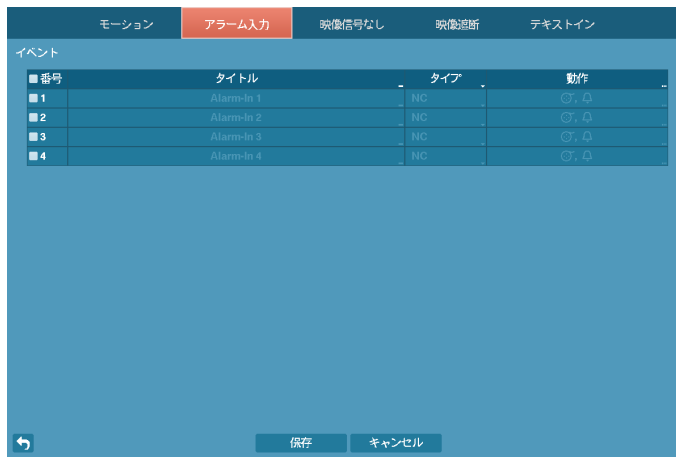 モーション アラーム入力 映像信号なし 映像遮断 テキストイン
イベント
番号 タイトル タイプ 動作
1 Alarm-In 1 NC
2 Alarm-In 2 NC
3 Alarm-In 3 NC
4 Alarm-In 4 NC
保存 キャンセル